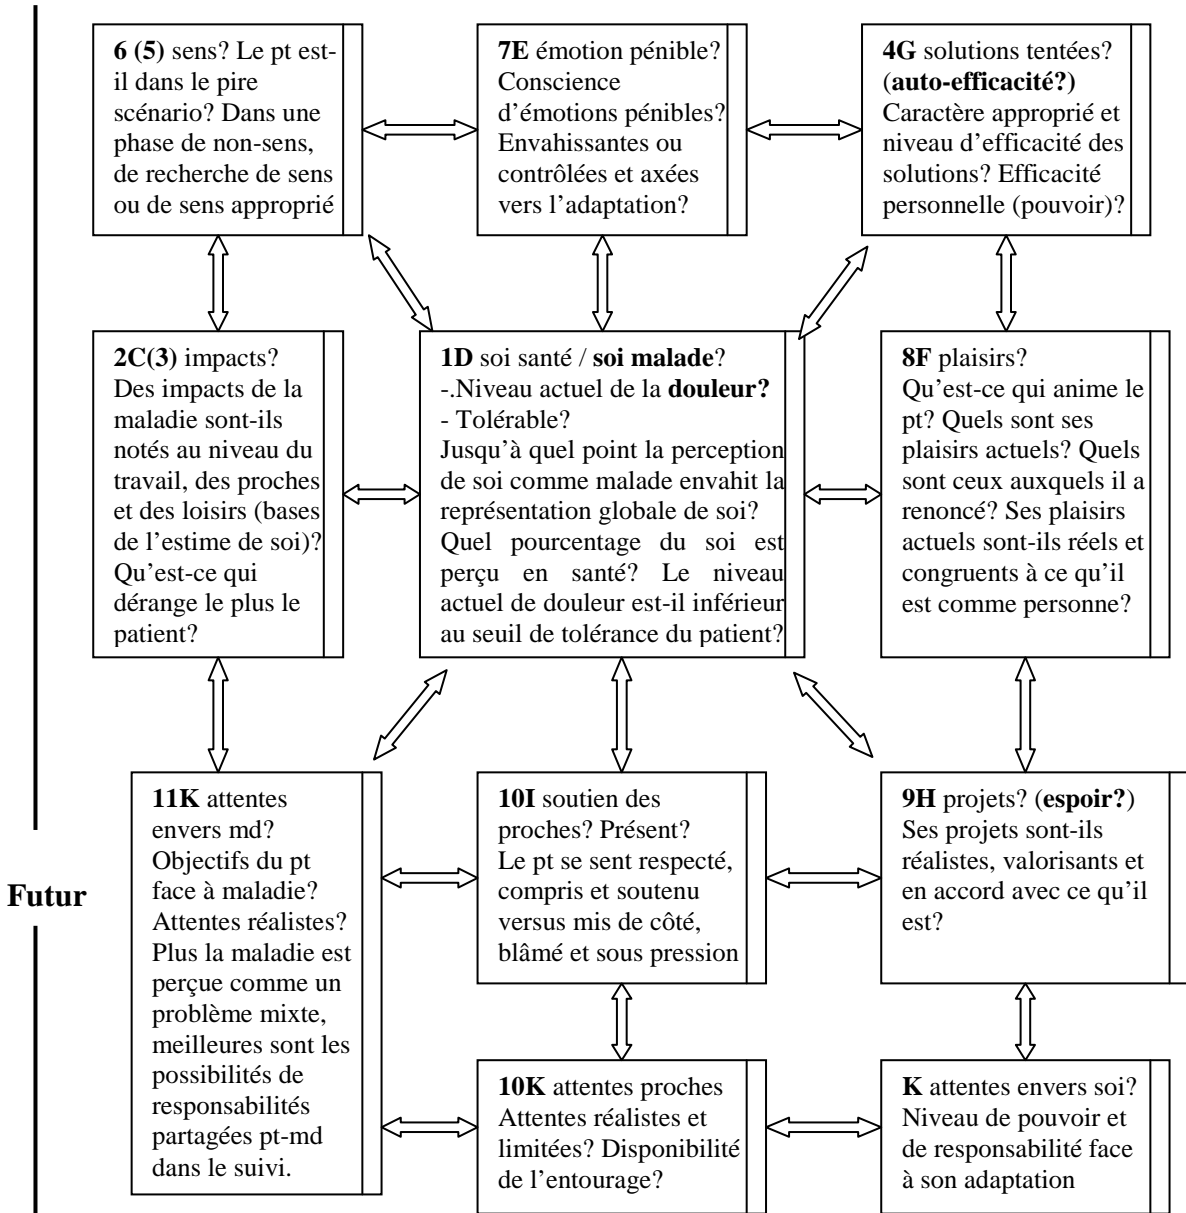 6 (5) sens? Le pt est-
il dans le pire
scénario? Dans une
phase de non-sens,
de recherche de sens
ou de sens approprié
7E émotion pénible?
Conscience
d'émotions pénibles?
Envahissantes ou
contrôlées et axées
vers l'adaptation?
4G solutions tentées?
(auto-efficacité?)
Caractère approprié et
niveau d'efficacité des
solutions? Efficacité
personnelle (pouvoir)?
2C(3) impacts?
Des impacts de la
maladie sont-ils
notés au niveau du
travail, des proches
et des loisirs (bases
de l'estime de soi)?
Qu'est-ce qui
dérange le plus le
patient?
1D soi santé / soi malade?
-.Niveau actuel de la douleur?
- Tolérable?
Jusqu'à quel point la perception
de soi comme malade envahit la
représentation globale de soi?
Quel pourcentage du soi est
perçu en santé? Le niveau
actuel de douleur est-il inférieur
au seuil de tolérance du patient?
8F plaisirs?
Qu'est-ce qui anime le
pt? Quels sont ses
plaisirs actuels? Quels
sont ceux auxquels il a
renoncé? Ses plaisirs
actuels sont-ils réels et
congruents à ce qu'il
est comme personne?
Futur
11K attentes
envers md?
Objectifs du pt
face à maladie?
Attentes réalistes?
Plus la maladie est
perçue comme un
problème mixte,
meilleures sont les
possibilités de
responsabilités
partagées pt-md
dans le suivi.
10I soutien des
proches? Présent?
Le pt se sent respecté,
compris et soutenu
versus mis de côté,
blâmé et sous pression
9H projets? (espoir?)
Ses projets sont-ils
réalistes, valorisants et
en accord avec ce qu'il
est?
10K attentes proches
Attentes réalistes et
limitées? Disponibilité
de l'entourage?
K attentes envers soi?
Niveau de pouvoir et
de responsabilité face
à son adaptation